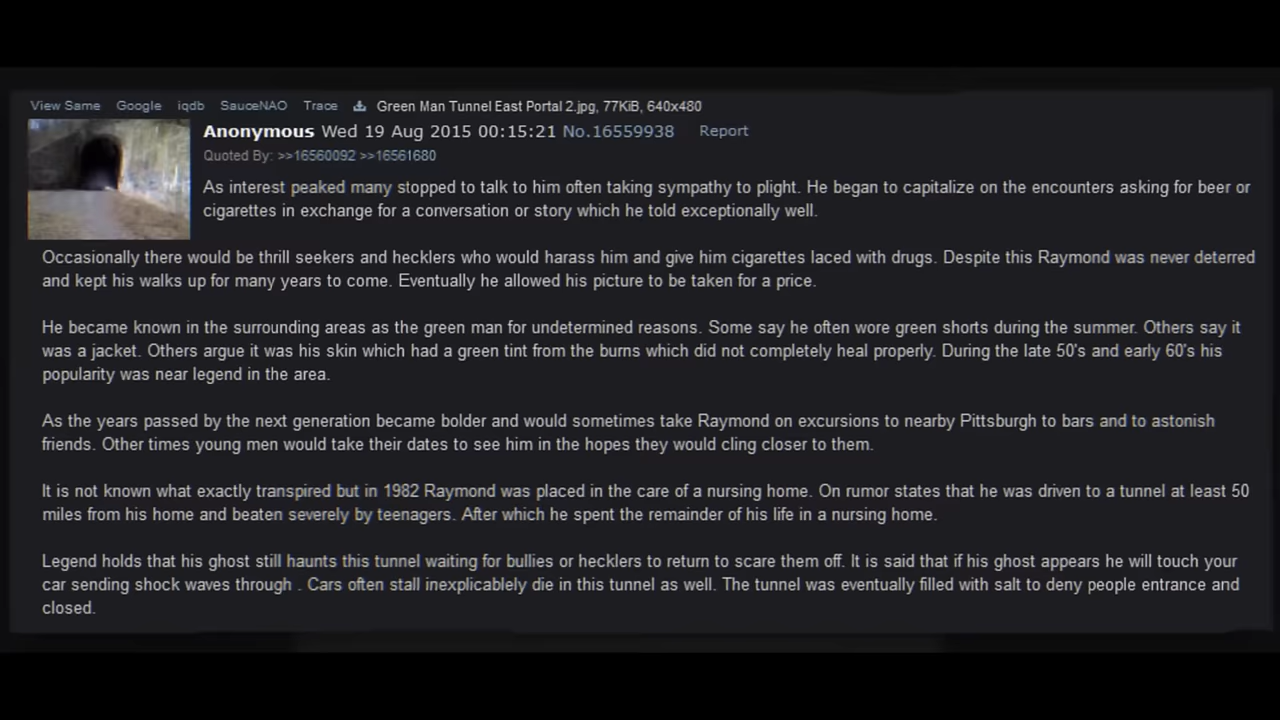 View Same Google iqdb SauceNAO Trace Green Man Tunnel East Portal 2.jpg, 77KiB, 640x480
Anonymous Wed 19 Aug 2015 00:15:21 No.16559938 Report
Quoted By: >>16560092 >>16561680
As interest peaked many stopped to talk to him often taking sympathy to plight. He began to capitalize on the encounters asking for beer or
cigarettes in exchange for a conversation or story which he told exceptionally well.
Occasionally there would be thrill seekers and hecklers who would harass him and give him cigarettes laced with drugs. Despite this Raymond was never deterred
and kept his walks up for many years to come. Eventually he allowed his picture to be taken for a price.
He became known in the surrounding areas as the green man for undetermined reasons. Some say he often wore green shorts during the summer. Others say it
was a jacket. Others argue it was his skin which had a green tint from the burns which did not completely heal properly. During the late 50's and early 60's his
popularity was near legend in the area.
As the years passed by the next generation became bolder and would sometimes take Raymond on excursions to nearby Pittsburgh to bars and to astonish
friends. Other times young men would take their dates to see him in the hopes they would cling closer to them.
It is not known what exactly transpired but in 1982 Raymond was placed in the care of a nursing home. On rumor states that he was driven to a tunnel at least 50
miles from his home and beaten severely by teenagers. After which he spent the remainder of his life in a nursing home.
Legend holds that his ghost still haunts this tunnel waiting for bullies or hecklers to return to scare them off. It is said that if his ghost appears he will touch your
car sending shock waves through . Cars often stall inexplicablely die in this tunnel as well. The tunnel was eventually filled with salt to deny people entrance and
closed.